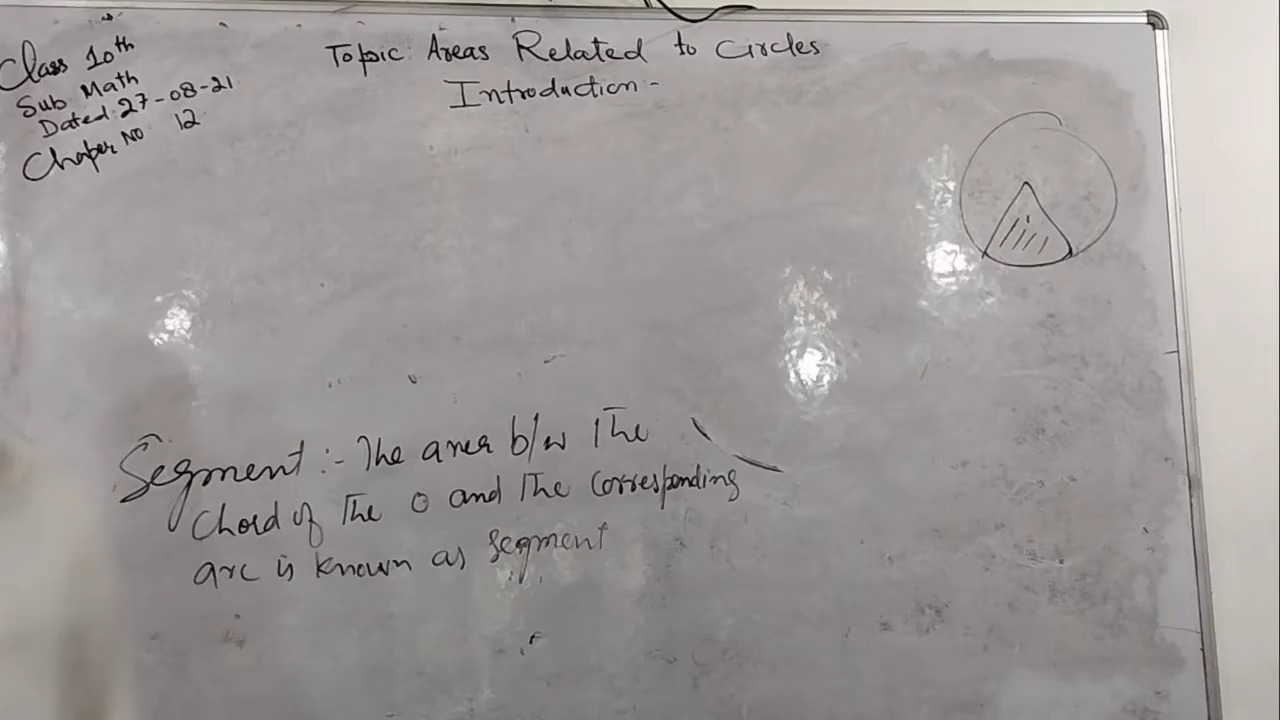 Class 10th
Sub Math
Dated: 27-08-21
Chaper No 12
Topic: Areas Related to Circles
Introduction -
Segment :- The area b/w The
Chord of The O and The Corresponding
arc is known as segment